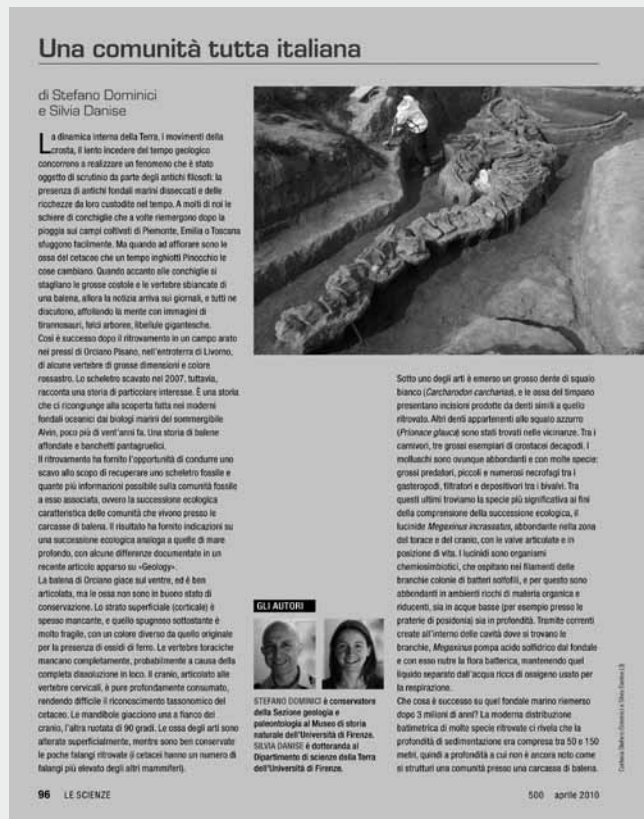 Una comunità tutta italiana
di Stefano Dominici
e Silvia Danise
La dinamica interna della Terra, i movimenti della
crosta, il lento incedere del tempo geologico
concorrono a realizzare un fenomeno che è stato
oggetto di scrutinio da parte degli antichi filosofi: la
presenza di antichi fondali marini disseccati e delle
ricchezze da loro custodite nel tempo. A molti di noi le
schiere di conchiglie che a volte riemergono dopo la
pioggia sui campi coltivati di Piemonte, Emilia o Toscana
sfuggono facilmente. Ma quando ad affiorare sono le
ossa del cetaceo che un tempo inghiottì Pinocchio le
cose cambiano. Quando accanto alle conchiglie si
stagliano le grosse costole e le vertebre sbiancate di
una balena, allora la notizia arriva sui giornali, e tutti ne
discutono, affollando la mente con immagini di
tirannosauri, felci arboree, libellule gigantesche.
Così è successo dopo il ritrovamento in un campo arato
nei pressi di Orciano Pisano, nell'entroterra di Livorno,
di alcune vertebre di grosse dimensioni e colore
rossastro. Lo scheletro scavato nel 2007, tuttavia,
racconta una storia di particolare interesse. È una storia
che ci ricongiunge alla scoperta fatta nei moderni
fondali oceanici dai biologi marini del sommergibile
Alvin, poco più di vent'anni fa. Una storia di balene
affondate e banchetti pantagruelici.
Il ritrovamento ha fornito l'opportunità di condurre uno
scavo allo scopo di recuperare uno scheletro fossile e
quante più informazioni possibile sulla comunità fossile
a esso associata, ovvero la successione ecologica
caratteristica delle comunità che vivono presso le
carcasse di balena. Il risultato ha fornito indicazioni su
una successione ecologica analoga a quelle di mare
profondo, con alcune differenze documentate in un
recente articolo apparso su «Geology».
La balena di Orciano giace sul ventre, ed è ben
articolata, ma le ossa non sono in buono stato di
conservazione. Lo strato superficiale (corticale) è
spesso mancante, e quello spugnoso sottostante è
molto fragile, con un colore diverso da quello originale
per la presenza di ossidi di ferro. Le vertebre toraciche
mancano completamente, probabilmente a causa della
completa dissoluzione in loco. Il cranio, articolato alle
vertebre cervicali, è pure profondamente consumato,
rendendo difficile il riconoscimento tassonomico del
cetaceo. Le mandibole giacciono una a fianco del
cranio, l'altra ruotata di 90 gradi. Le ossa degli arti sono
alterate superficialmente, mentre sono ben conservate
le poche falangi ritrovate (i cetacei hanno un numero di
falangi più elevato degli altri mammiferi).
GLI AUTORI
STEFANO DOMINICI è conservatore
della Sezione geologia e
paleontologia al Museo di storia
naturale dell'Università di Firenze.
SILVIA DANISE è dottoranda al
Dipartimento di scienze della Terra
dell'Università di Firenze.
Sotto uno degli arti è emerso un grosso dente di squalo
bianco (Carcharodon carcharias), e le ossa del timpano
presentano incisioni prodotte da denti simili a quello
ritrovato. Altri denti appartenenti allo squalo azzurro
(Prionace glauca) sono stati trovati nelle vicinanze. Tra i
carnivori, tre grossi esemplari di crostacei decapodi. I
molluschi sono ovunque abbondanti e con molte specie:
grossi predatori, piccoli e numerosi necrofagi tra i
gasteropodi, filtratori e depositivori tra i bivalvi. Tra
questi ultimi troviamo la specie più significativa ai fini
della comprensione della successione ecologica, il
lucinide Megaxinus incrassatus, abbondante nella zona
del torace e del cranio, con le valve articolate e in
posizione di vita. I lucinidi sono organismi
chemiosimbiotici, che ospitano nei filamenti delle
branchie colonie di batteri solfofili, e per questo sono
abbondanti in ambienti ricchi di materia organica e
riducenti, sia in acque basse (per esempio presso le
praterie di posidonia) sia in profondità. Tramite correnti
create all'interno delle cavità dove si trovano le
branchie, Megaxinus pompa acido solfidrico dal fondale
e con esso nutre la flora batterica, mantenendo quel
liquido separato dall'acqua ricca di ossigeno usato per
la respirazione.
Che cosa è successo su quel fondale marino riemerso
dopo 3 milioni di anni? La moderna distribuzione
batimetrica di molte specie ritrovate ci rivela che la
profondità di sedimentazione era compresa tra 50 e 150
metri, quindi a profondità a cui non è ancora noto come
si strutturi una comunità presso una carcassa di balena.
96 LE SCIENZE
500 aprile 2010